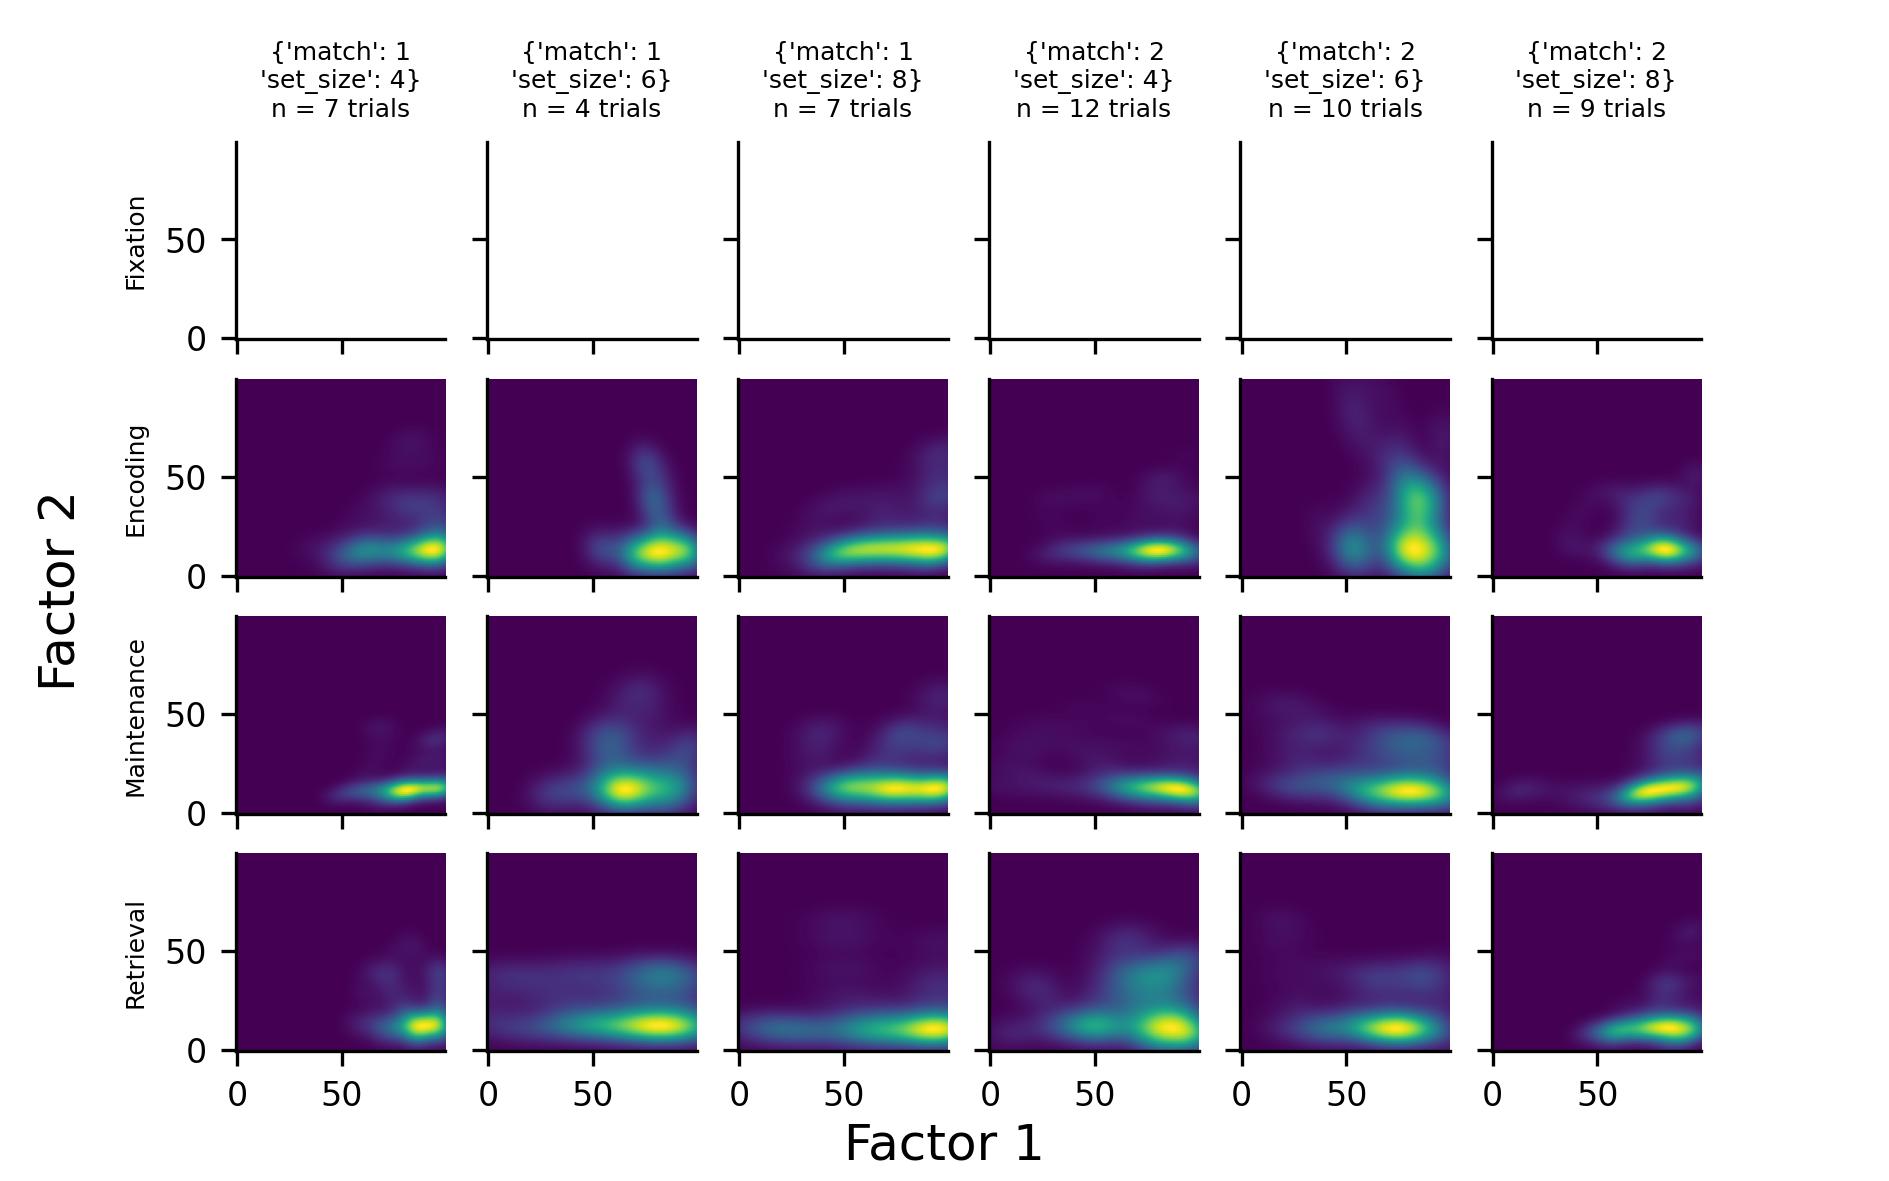 {'match': 1
'set_size': 4}
n = 7 trials
{'match': 1
'set_size': 6}
n = 4 trials
{'match': 1
'set_size': 8}
n = 7 trials
{'match': 2
'set_size': 4}
n = 12 trials
{'match': 2
'set_size': 6}
n = 10 trials
{'match': 2
'set_size': 8}
n = 9 trials
Factor 2
Fixation
50
0
Encoding
50
0
Maintenance
50
0
Retrieval
50
0
0 50
0 50
0 50
0 50
0 50
0 50
Factor 1